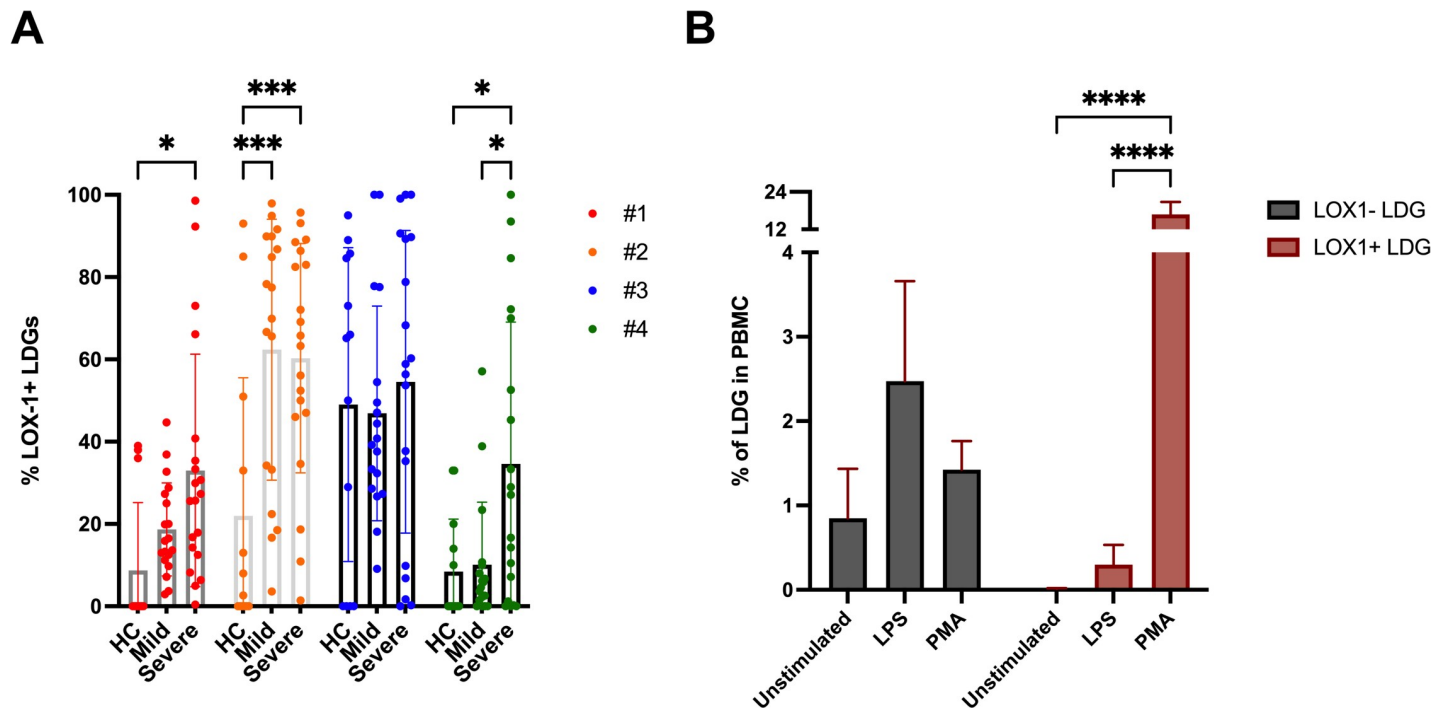 A
*
***
***
*
*
% LOX-1+ LDGs
100
80
60
40
20
0
HC
Mild
Severe
HC
Mild
Severe
HC
Mild
Severe
HC
Mild
Severe
#1
#2
#3
#4
B
****
****
% of LDG in PBMC
24
12
4
3
2
1
0
Unstimulated
LPS
PMA
Unstimulated
LPS
PMA
LOX1- LDG
LOX1+ LDG